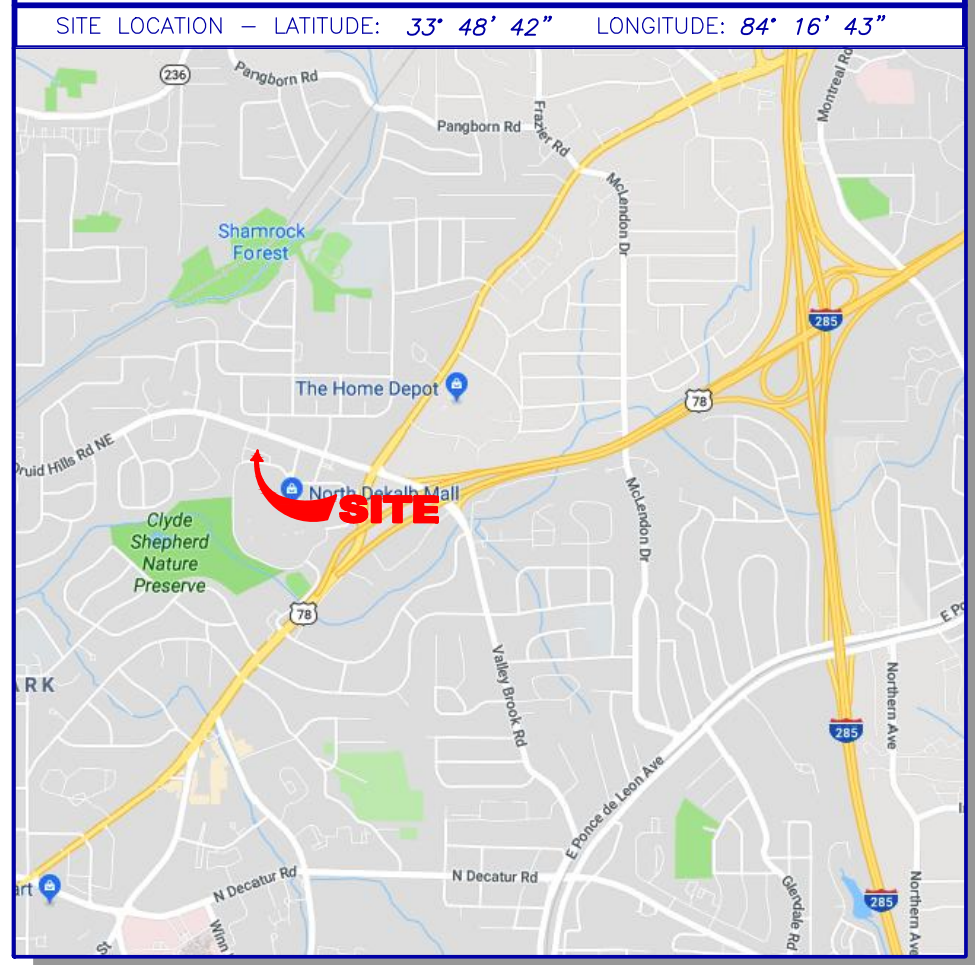 SITE LOCATION – LATITUDE: 33° 48' 42" LONGITUDE: 84° 16' 43"
236
Pangborn Rd
Montreal Rd
Frazier Rd
Pangborn Rd
McLendon Dr
Shamrock
Forest
285
The Home Depot
78
Druid Hills Rd NE
North Dekalb Mall
SITE
McLendon Dr
Clyde
Shepherd
Nature
Preserve
78
E Po
Valley Brook Rd
ARK
Northern Ave
285
E Ponce de Leon Ave
N Decatur Rd
N Decatur Rd
art
Glendale Rd
Northern Ave
285
St
Winn